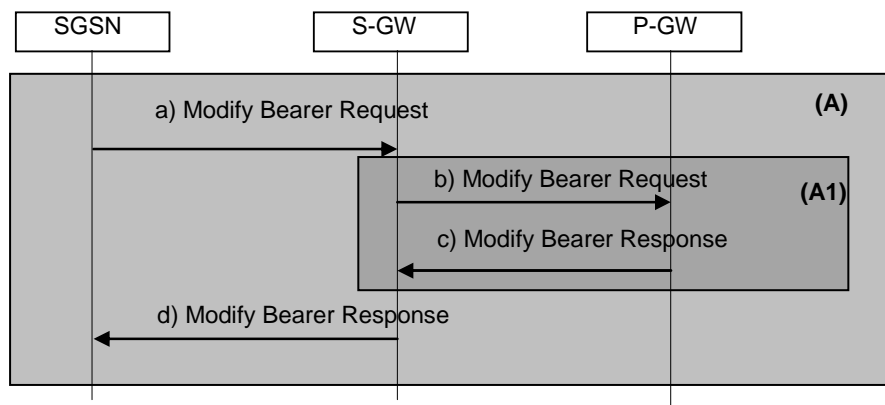 SGSN
S-GW
P-GW
(A)
a) Modify Bearer Request
b) Modify Bearer Request
(A1)
c) Modify Bearer Response
d) Modify Bearer Response